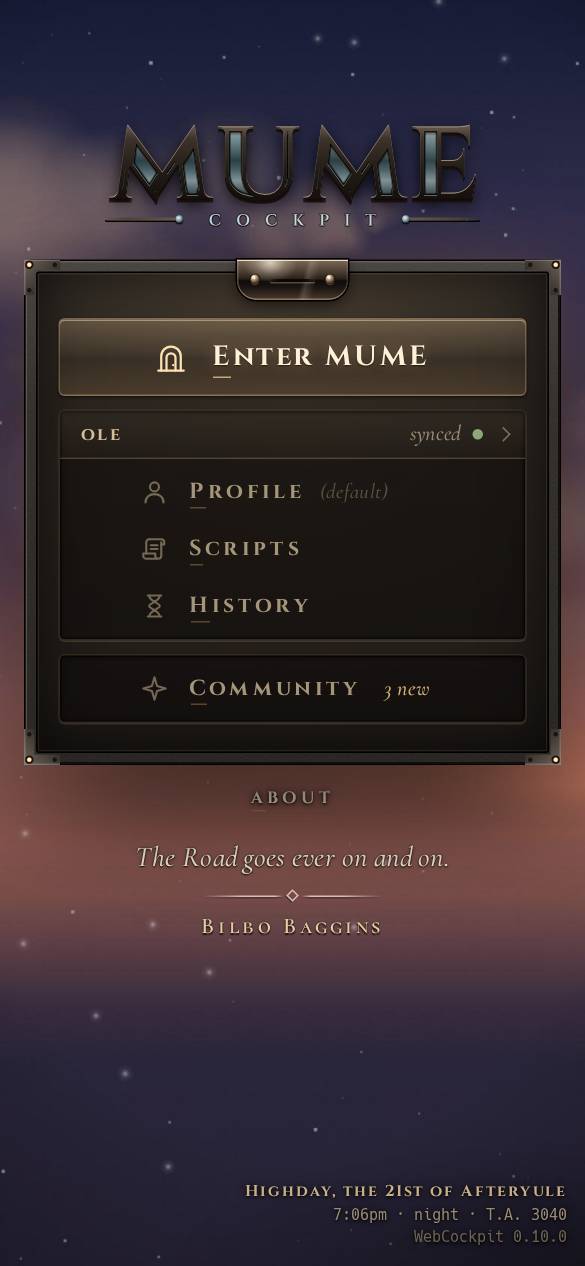 MUME
COCKPIT
Enter MUME
OLE synced
Profile (default)
Scripts
History
Community 3 new
ABOUT
The Road goes ever on and on.
Bilbo Baggins
Highday, the 21st of Afteryule
7:06pm · night · T.A. 3040
WebCockpit 0.10.0